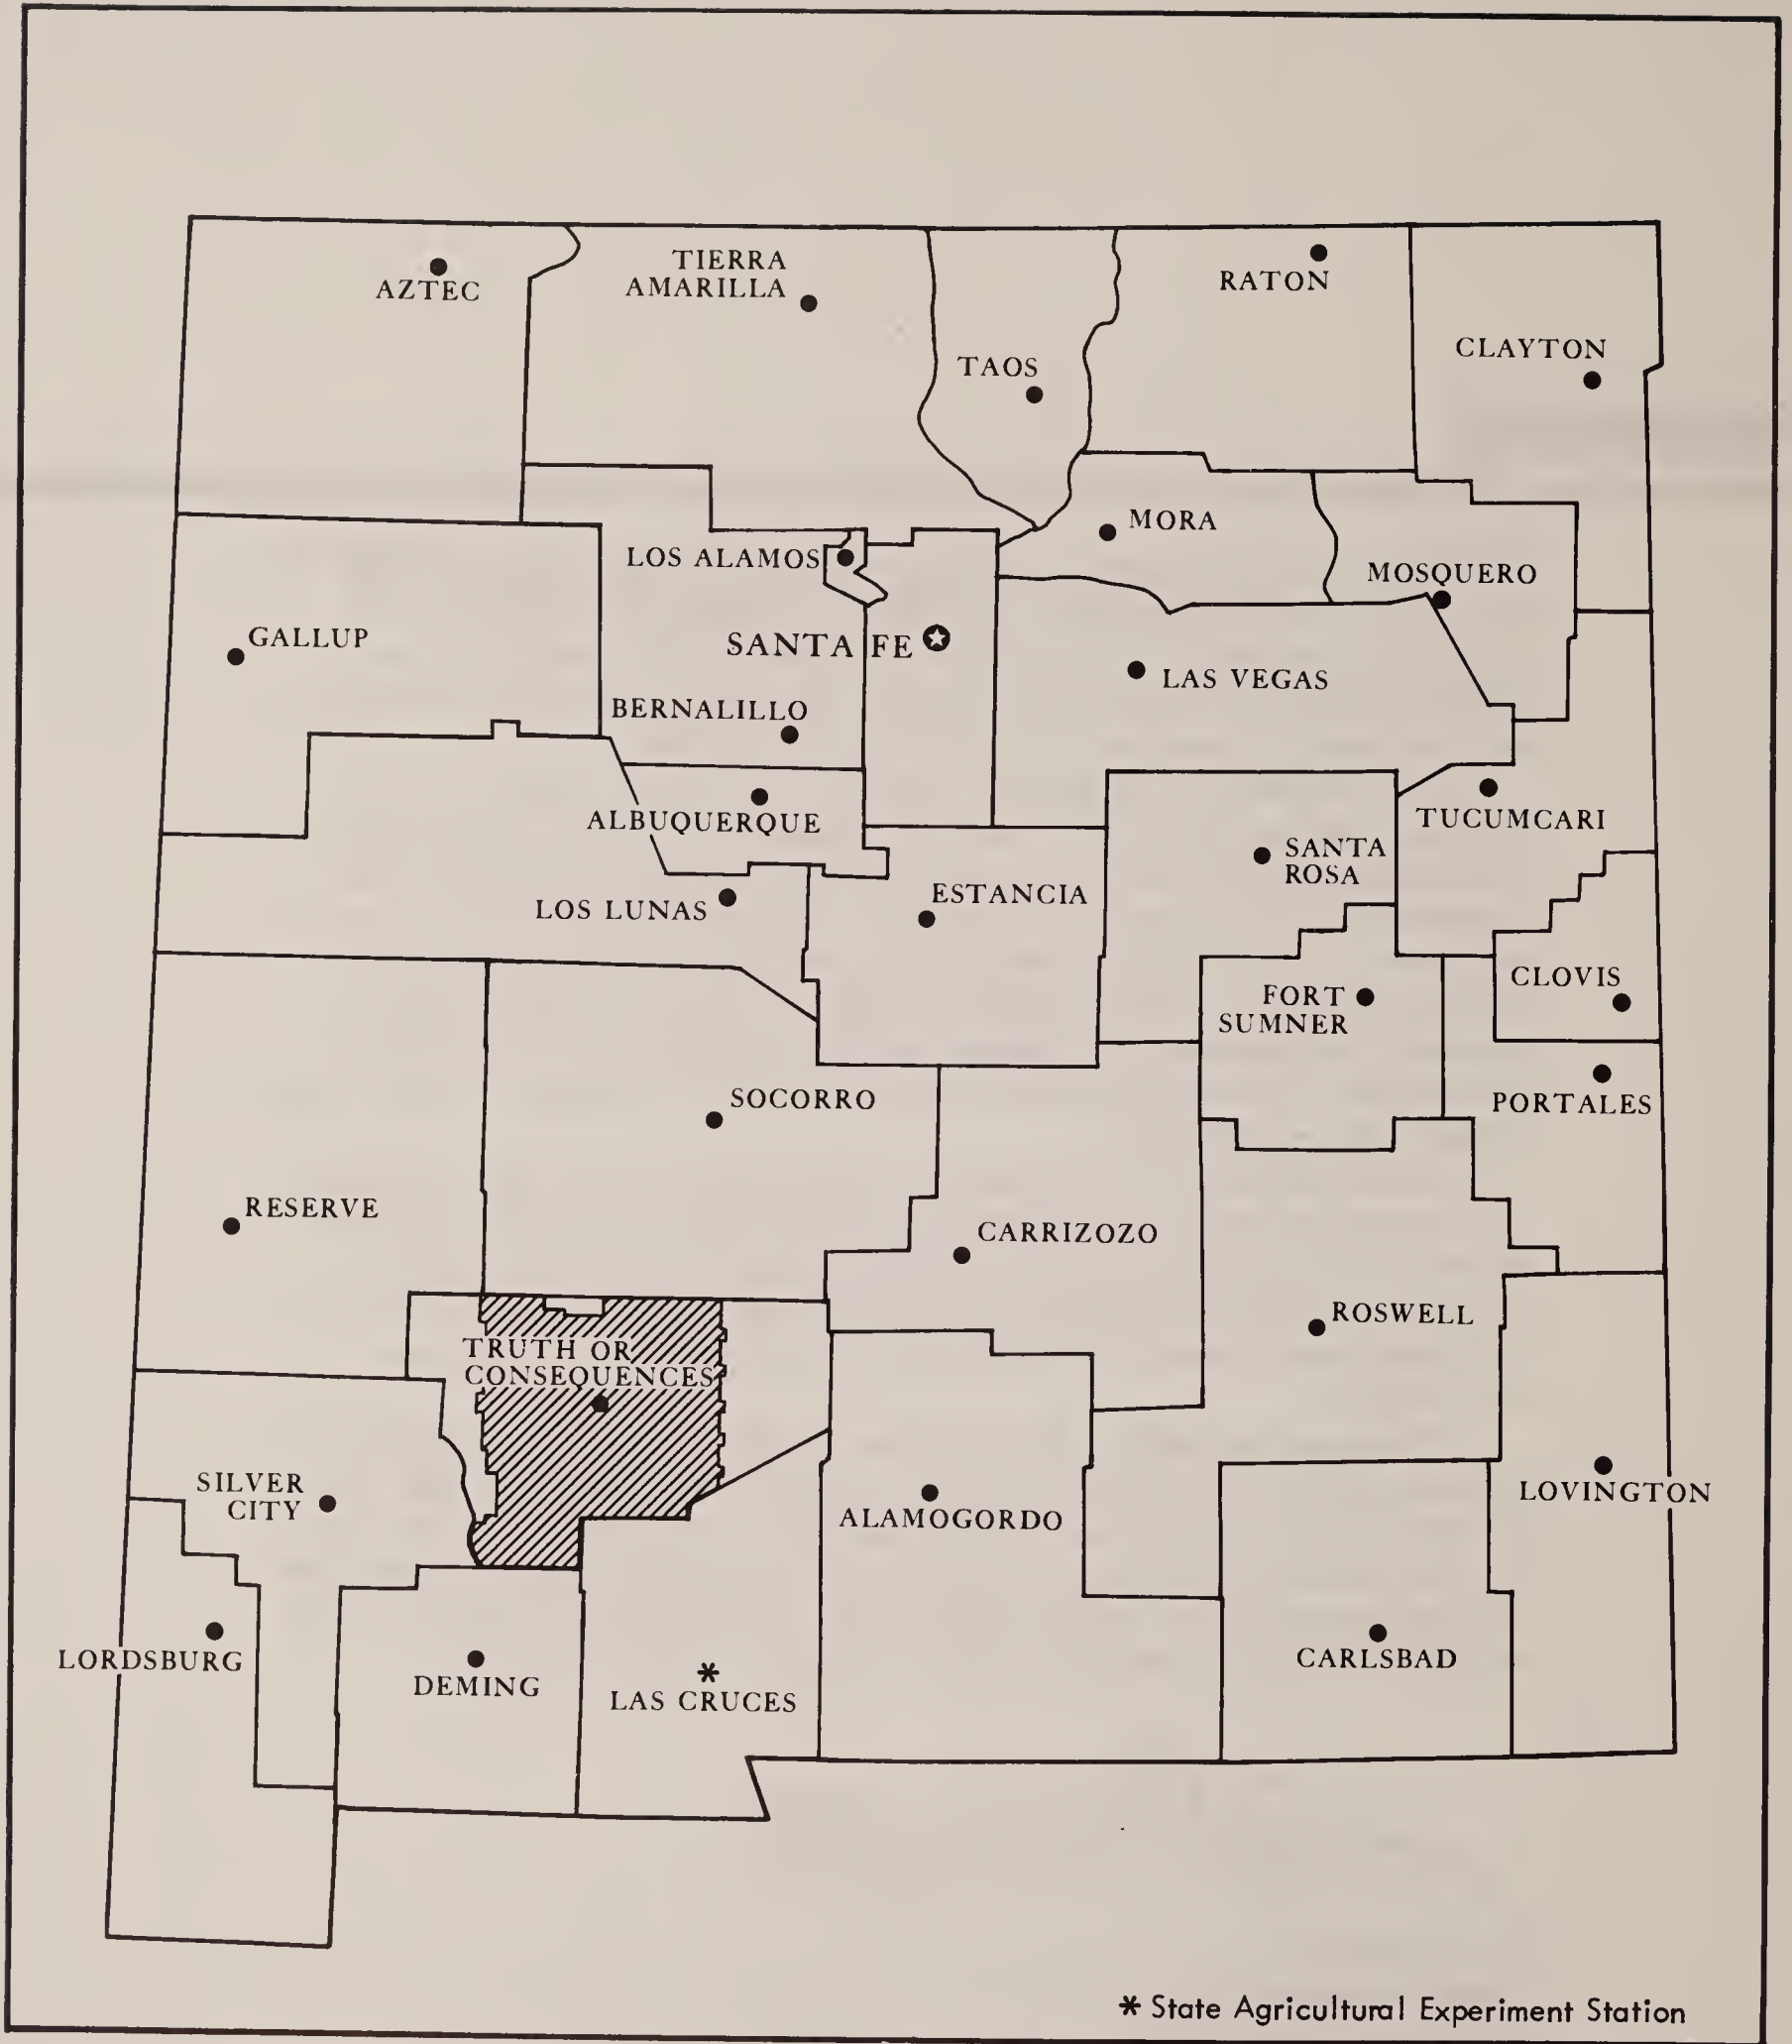 AZTEC
TIERRA
AMARILLA
TAOS
RATON
CLAYTON
MORA
LOS ALAMOS
MOSQUERO
GALLUP
SANTA FE
LAS VEGAS
BERNALILLO
ALBUQUERQUE
TUCUMCARI
SANTA
ROSA
ESTANCIA
LOS LUNAS
CLOVIS
FORT
SUMNER
SOCORRO
PORTALES
RESERVE
CARRIZOZO
ROSWELL
TRUTH OR
CONSEQUENCES
SILVER
CITY
ALAMOGORDO
LOVINGTON
LORDSBURG
DEMING
* 
LAS CRUCES
CARLSBAD
* State Agricultural Experiment Station